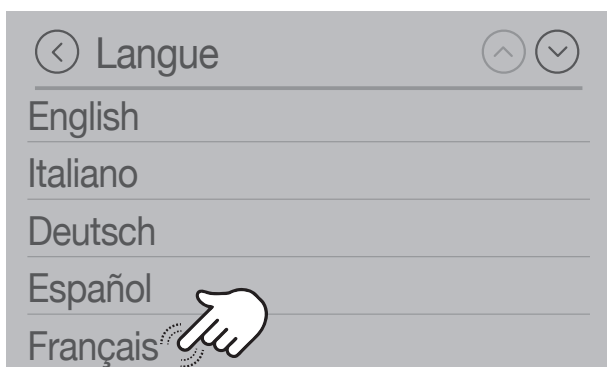 Langue
English
Italiano
Deutsch
Español
Français